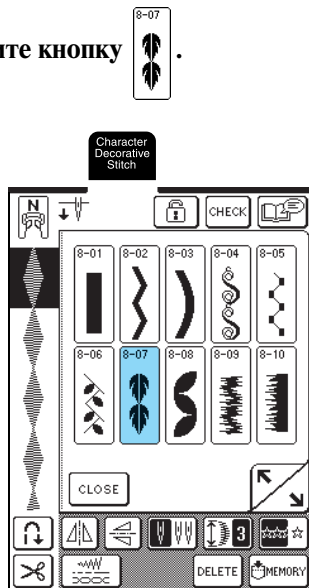 8-07
те кнопку .
Character
Decorative
Stitch
N CHECK
8-01 8-02 8-03 8-04 8-05
8-06 8-07 8-08 8-09 8-10
CLOSE
3
DELETE MEMORY